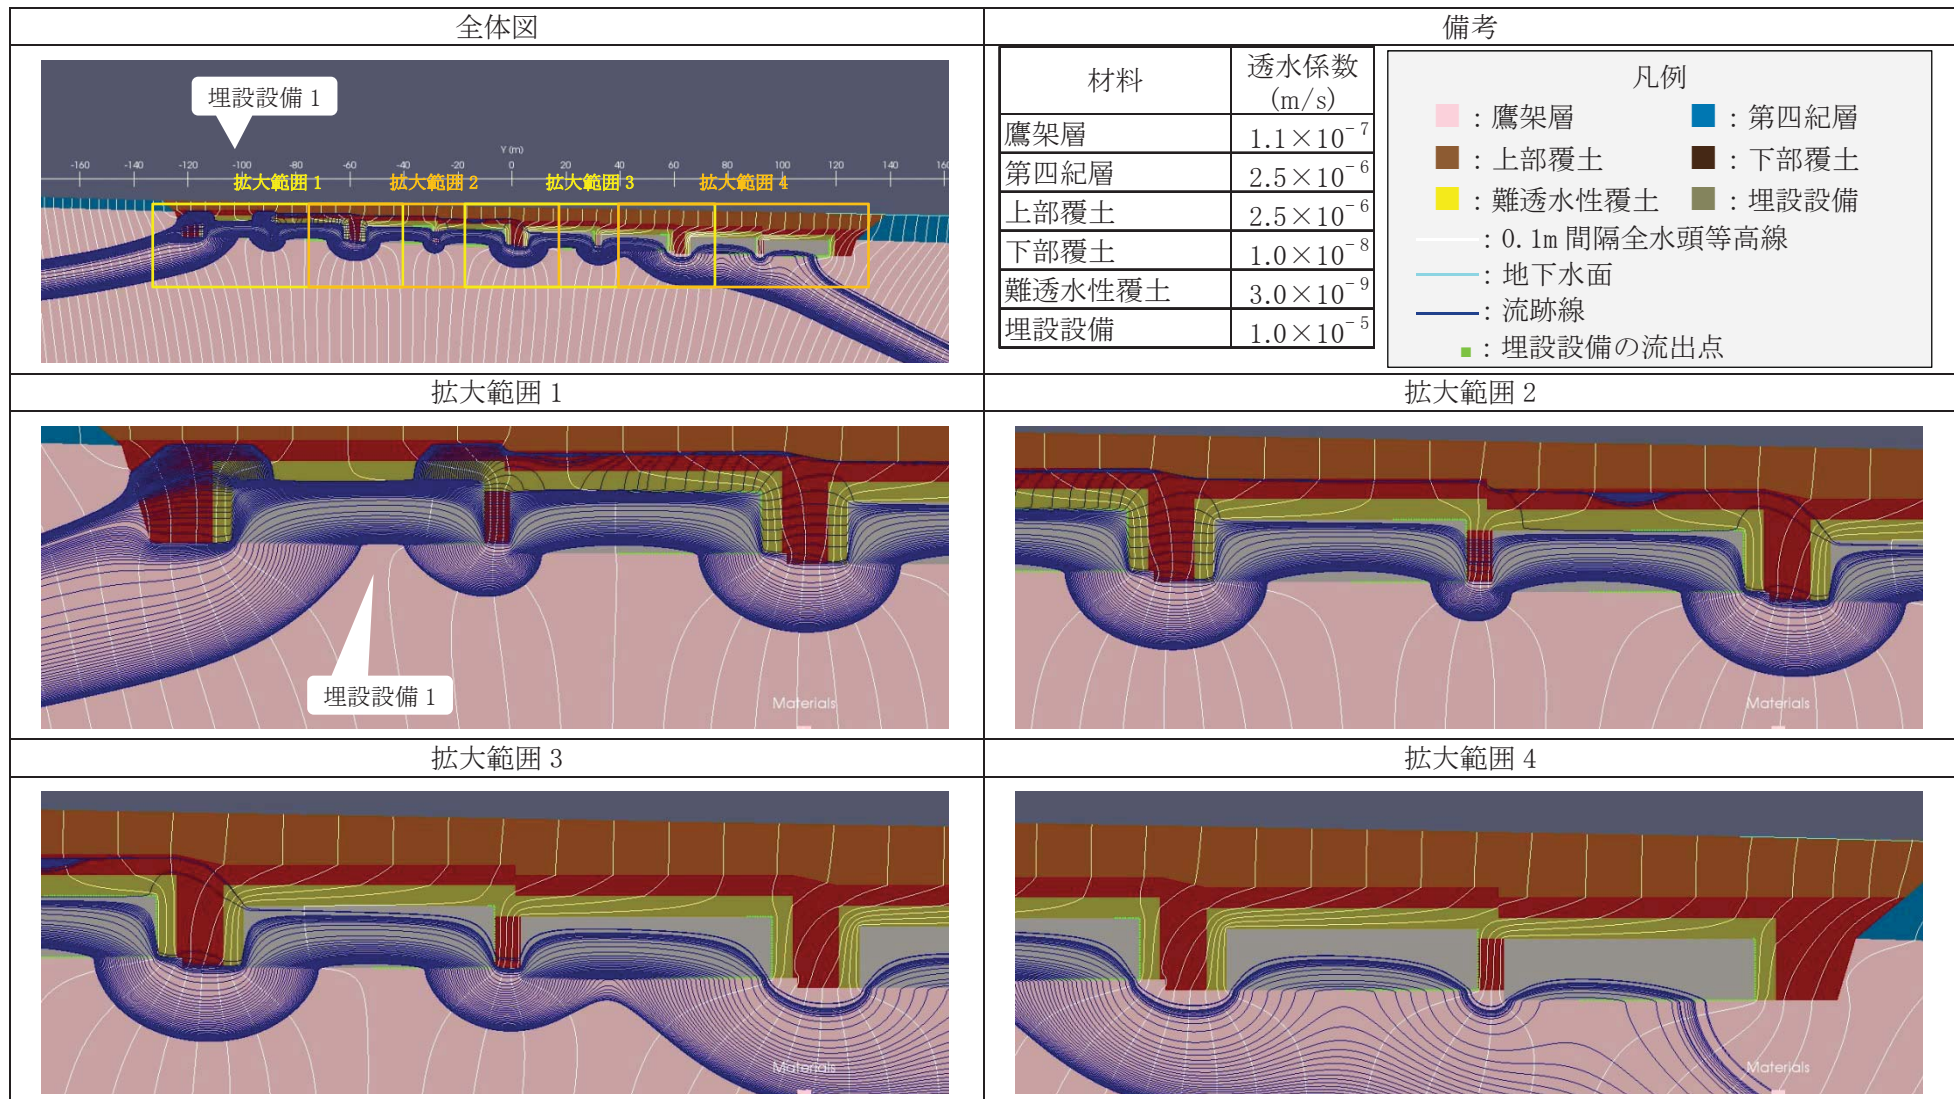 全体図
埋設設備 1
Y (m)
-160 -140 -120 -100 -80 -60 -40 -20 0 20 40 60 80 100 120 140 160
拡大範囲 1 拡大範囲 2 拡大範囲 3 拡大範囲 4
備考
材料 透水係数
(m/s)
鷹架層 1.1×10⁻⁷
第四紀層 2.5×10⁻⁶
上部覆土 2.5×10⁻⁶
下部覆土 1.0×10⁻⁸
難透水性覆土 3.0×10⁻⁹
埋設設備 1.0×10⁻⁵
凡例
：鷹架層 ：第四紀層
：上部覆土 ：下部覆土
：難透水性覆土 ：埋設設備
：0.1m 間隔全水頭等高線
：地下水面
：流跡線
：埋設設備の流出点
拡大範囲 1
埋設設備 1
Materials
拡大範囲 2
Materials
拡大範囲 3
Materials
拡大範囲 4
Materials